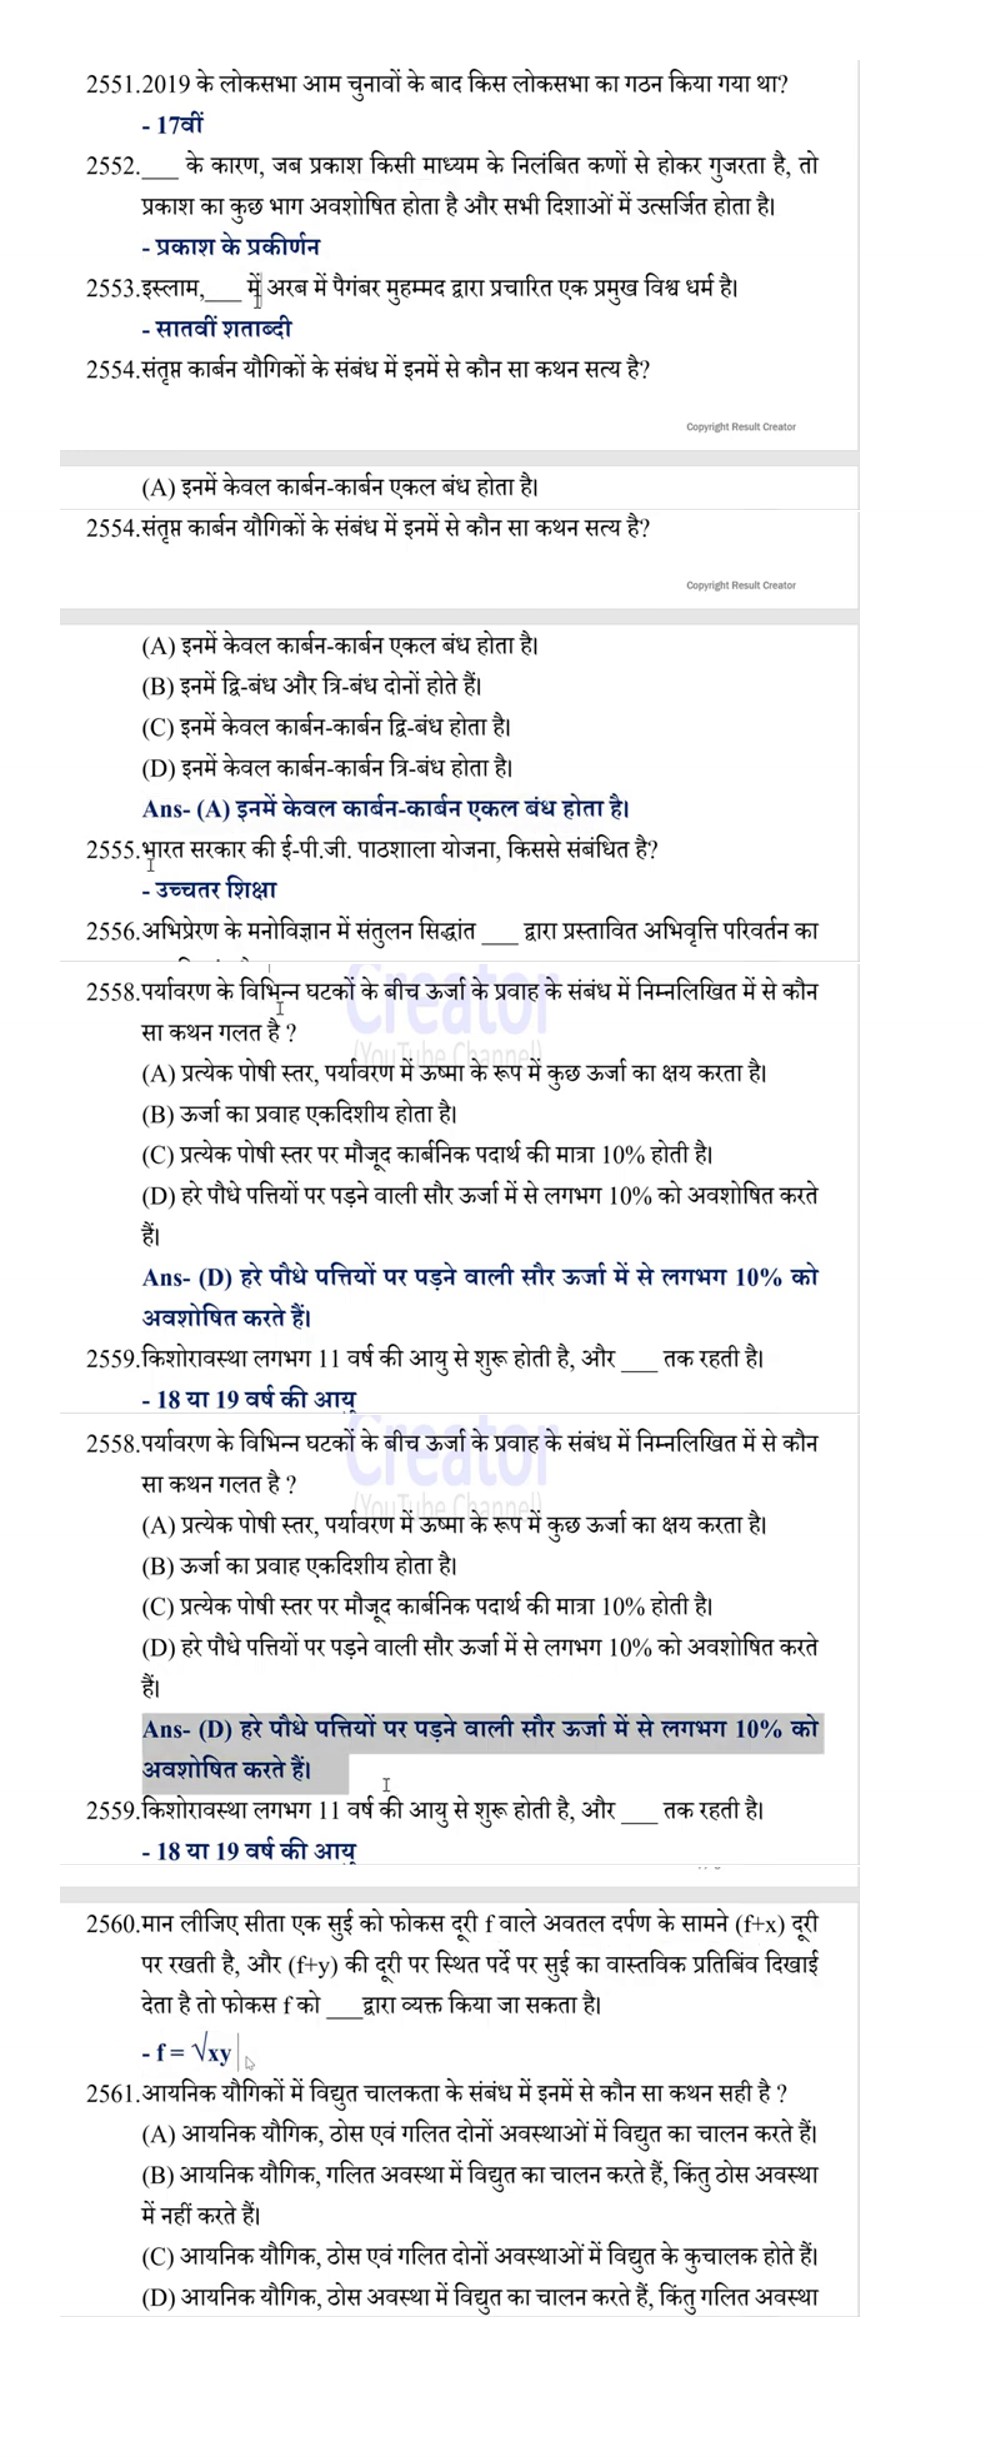 2551.2019 के लोकसभा आम चुनावों के बाद किस लोकसभा का गठन किया गया था?
- 17वीं
2552.___ के कारण, जब प्रकाश किसी माध्यम के निलंबित कणों से होकर गुजरता है, तो
प्रकाश का कुछ भाग अवशोषित होता है और सभी दिशाओं में उत्सर्जित होता है।
- प्रकाश के प्रकीर्णन
2553.इस्लाम,___ में अरब में पैगंबर मुहम्मद द्वारा प्रचारित एक प्रमुख विश्व धर्म है।
- सातवीं शताब्दी
2554.संतृप्त कार्बन यौगिकों के संबंध में इनमें से कौन सा कथन सत्य है?
Copyright Result Creator
(A) इनमें केवल कार्बन-कार्बन एकल बंध होता है।
2554.संतृप्त कार्बन यौगिकों के संबंध में इनमें से कौन सा कथन सत्य है?
Copyright Result Creator
(A) इनमें केवल कार्बन-कार्बन एकल बंध होता है।
(B) इनमें द्वि-बंध और त्रि-बंध दोनों होते हैं।
(C) इनमें केवल कार्बन-कार्बन द्वि-बंध होता है।
(D) इनमें केवल कार्बन-कार्बन त्रि-बंध होता है।
Ans- (A) इनमें केवल कार्बन-कार्बन एकल बंध होता है।
2555.भारत सरकार की ई-पी.जी. पाठशाला योजना, किससे संबंधित है?
- उच्चतर शिक्षा
2556.अभिप्रेरण के मनोविज्ञान में संतुलन सिद्धांत ___ द्वारा प्रस्तावित अभिवृत्ति परिवर्तन का
Creator
(YouTube Channel)
2558.पर्यावरण के विभिन्न घटकों के बीच ऊर्जा के प्रवाह के संबंध में निम्नलिखित में से कौन
सा कथन गलत है ?
(A) प्रत्येक पोषी स्तर, पर्यावरण में ऊष्मा के रूप में कुछ ऊर्जा का क्षय करता है।
(B) ऊर्जा का प्रवाह एकदिशीय होता है।
(C) प्रत्येक पोषी स्तर पर मौजूद कार्बनिक पदार्थ की मात्रा 10% होती है।
(D) हरे पौधे पत्तियों पर पड़ने वाली सौर ऊर्जा में से लगभग 10% को अवशोषित करते
हैं।
Ans- (D) हरे पौधे पत्तियों पर पड़ने वाली सौर ऊर्जा में से लगभग 10% को
अवशोषित करते हैं।
2559.किशोरावस्था लगभग 11 वर्ष की आयु से शुरू होती है, और ___ तक रहती है।
- 18 या 19 वर्ष की आयु
Creator
(YouTube Channel)
2558.पर्यावरण के विभिन्न घटकों के बीच ऊर्जा के प्रवाह के संबंध में निम्नलिखित में से कौन
सा कथन गलत है ?
(A) प्रत्येक पोषी स्तर, पर्यावरण में ऊष्मा के रूप में कुछ ऊर्जा का क्षय करता है।
(B) ऊर्जा का प्रवाह एकदिशीय होता है।
(C) प्रत्येक पोषी स्तर पर मौजूद कार्बनिक पदार्थ की मात्रा 10% होती है।
(D) हरे पौधे पत्तियों पर पड़ने वाली सौर ऊर्जा में से लगभग 10% को अवशोषित करते
हैं।
Ans- (D) हरे पौधे पत्तियों पर पड़ने वाली सौर ऊर्जा में से लगभग 10% को
अवशोषित करते हैं।
2559.किशोरावस्था लगभग 11 वर्ष की आयु से शुरू होती है, और ___ तक रहती है।
- 18 या 19 वर्ष की आयु
2560.मान लीजिए सीता एक सुई को फोकस दूरी f वाले अवतल दर्पण के सामने (f+x) दूरी
पर रखती है, और (f+y) की दूरी पर स्थित पर्दे पर सुई का वास्तविक प्रतिबिंव दिखाई
देता है तो फोकस f को ___द्वारा व्यक्त किया जा सकता है।
- f = √xy
2561.आयनिक यौगिकों में विद्युत चालकता के संबंध में इनमें से कौन सा कथन सही है ?
(A) आयनिक यौगिक, ठोस एवं गलित दोनों अवस्थाओं में विद्युत का चालन करते हैं।
(B) आयनिक यौगिक, गलित अवस्था में विद्युत का चालन करते हैं, किंतु ठोस अवस्था
में नहीं करते हैं।
(C) आयनिक यौगिक, ठोस एवं गलित दोनों अवस्थाओं में विद्युत के कुचालक होते हैं।
(D) आयनिक यौगिक, ठोस अवस्था में विद्युत का चालन करते हैं, किंतु गलित अवस्था